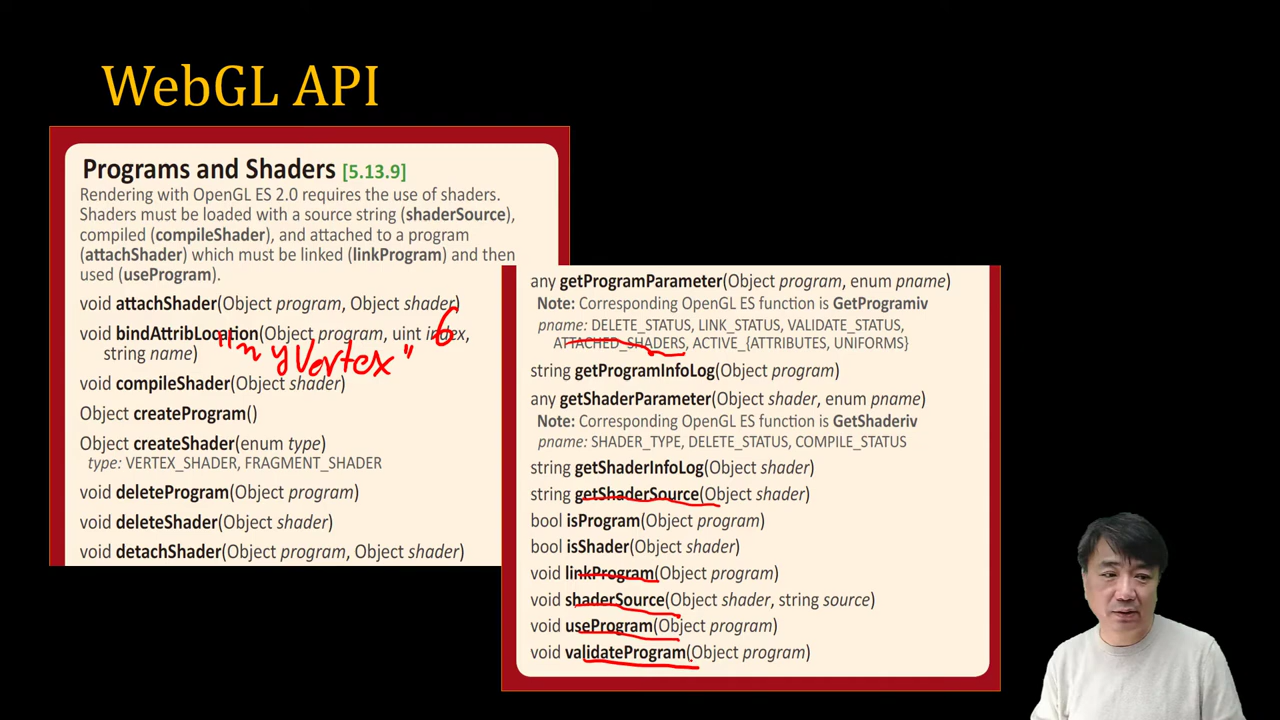 WebGL API
Programs and Shaders [5.13.9]
Rendering with OpenGL ES 2.0 requires the use of shaders.
Shaders must be loaded with a source string (shaderSource),
compiled (compileShader), and attached to a program
(attachShader) which must be linked (linkProgram) and then
used (useProgram).
void attachShader(Object program, Object shader)
void bindAttribLocation(Object program, uint index,
string name)
6
"myVertex"
void compileShader(Object shader)
Object createProgram()
Object createShader(enum type)
type: VERTEX_SHADER, FRAGMENT_SHADER
void deleteProgram(Object program)
void deleteShader(Object shader)
void detachShader(Object program, Object shader)
any getProgramParameter(Object program, enum pname)
Note: Corresponding OpenGL ES function is GetProgramiv
pname: DELETE_STATUS, LINK_STATUS, VALIDATE_STATUS,
ATTACHED_SHADERS, ACTIVE_{ATTRIBUTES, UNIFORMS}
string getProgramInfoLog(Object program)
any getShaderParameter(Object shader, enum pname)
Note: Corresponding OpenGL ES function is GetShaderiv
pname: SHADER_TYPE, DELETE_STATUS, COMPILE_STATUS
string getShaderInfoLog(Object shader)
string getShaderSource(Object shader)
bool isProgram(Object program)
bool isShader(Object shader)
void linkProgram(Object program)
void shaderSource(Object shader, string source)
void useProgram(Object program)
void validateProgram(Object program)